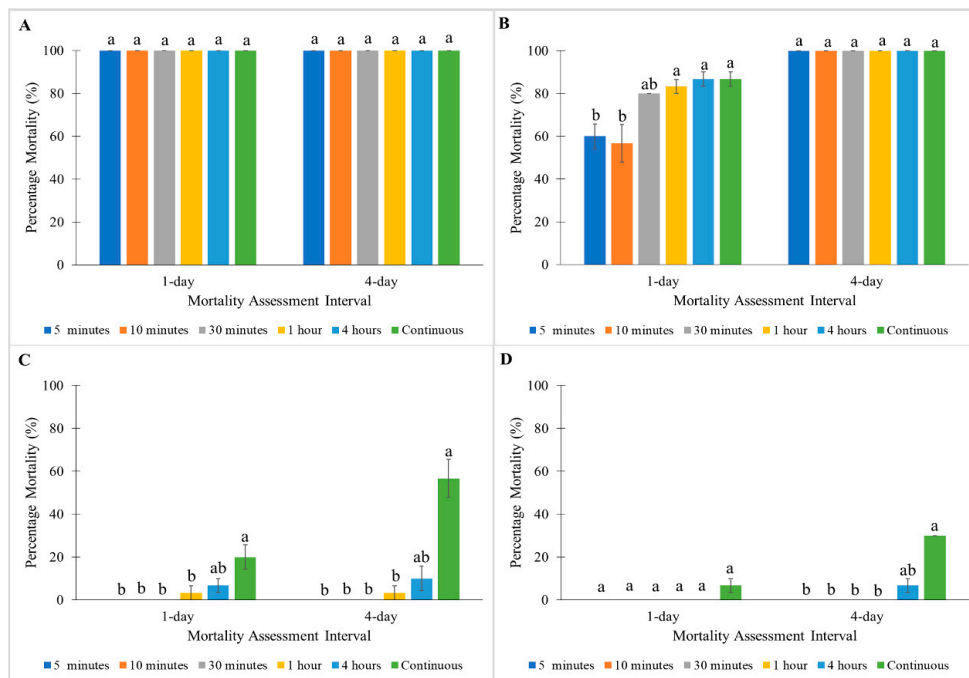 A
Percentage Mortality (%)
100
80
60
40
20
0
a a a a a a
a a a a a a
1-day
4-day
Mortality Assessment Interval
5 minutes 10 minutes 30 minutes 1 hour 4 hours Continuous
B
Percentage Mortality (%)
100
80
60
40
20
0
b b ab a a a
a a a a a a
1-day
4-day
Mortality Assessment Interval
5 minutes 10 minutes 30 minutes 1 hour 4 hours Continuous
C
Percentage Mortality (%)
100
80
60
40
20
0
b b b b ab a
b b b b ab a
1-day
4-day
Mortality Assessment Interval
5 minutes 10 minutes 30 minutes 1 hour 4 hours Continuous
D
Percentage Mortality (%)
100
80
60
40
20
0
a a a a a a
b b b b ab a
1-day
4-day
Mortality Assessment Interval
5 minutes 10 minutes 30 minutes 1 hour 4 hours Continuous